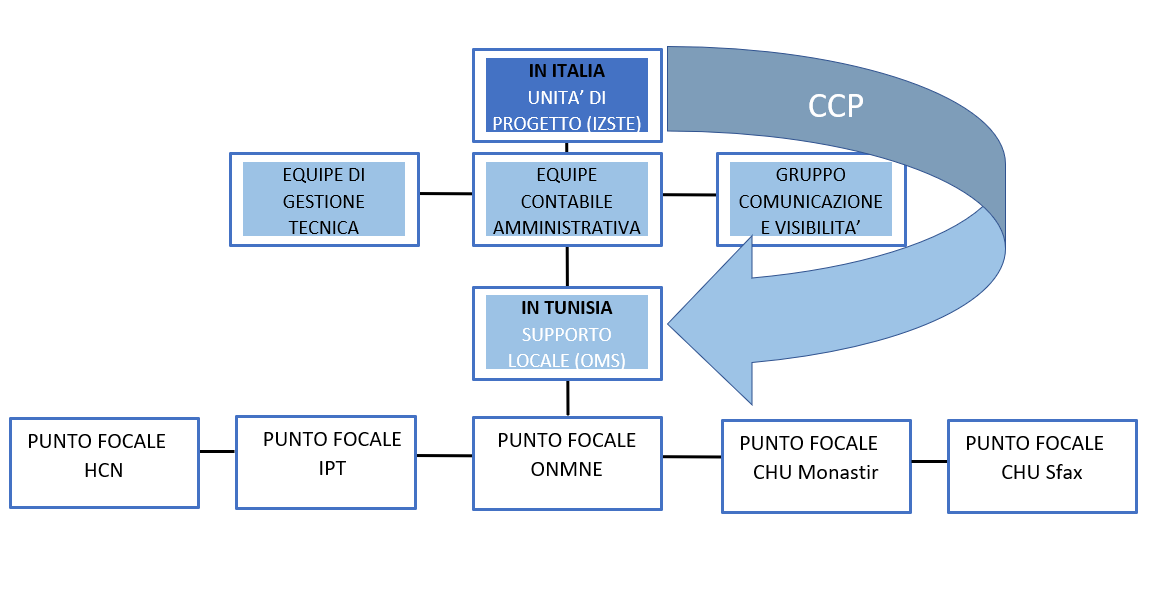 IN ITALIA
UNITA’ DI
PROGETTO (IZSTE)
CCP
EQUIPE DI
GESTIONE
TECNICA
EQUIPE
CONTABILE
AMMINISTRATIVA
GRUPPO
COMUNICAZIONE
E VISIBILITA’
IN TUNISIA
SUPPORTO
LOCALE (OMS)
PUNTO FOCALE
HCN
PUNTO FOCALE
IPT
PUNTO FOCALE
ONMNE
PUNTO FOCALE
CHU Monastir
PUNTO FOCALE
CHU Sfax